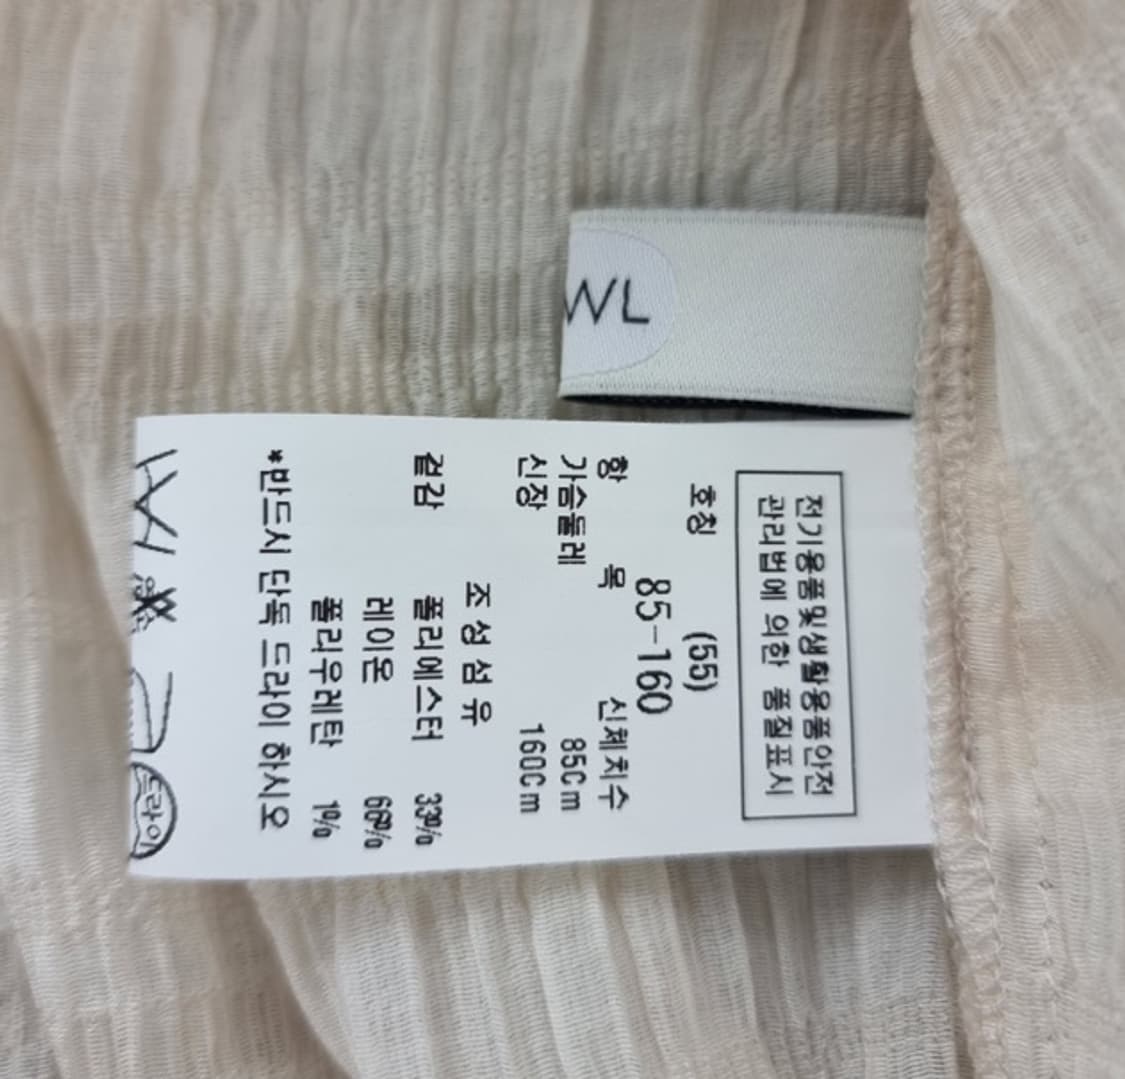 WL
전기용품및생활용품안전
관리법에 의한 품질표시
호칭 (55)
85-160
항 목 신체치수
가슴둘레 85Cm
신장 160Cm
조성섬유
겉감 폴리에스터 33%
레이온 66%
폴리우레탄 1%
*반드시 단독 드라이 하시오
드라이